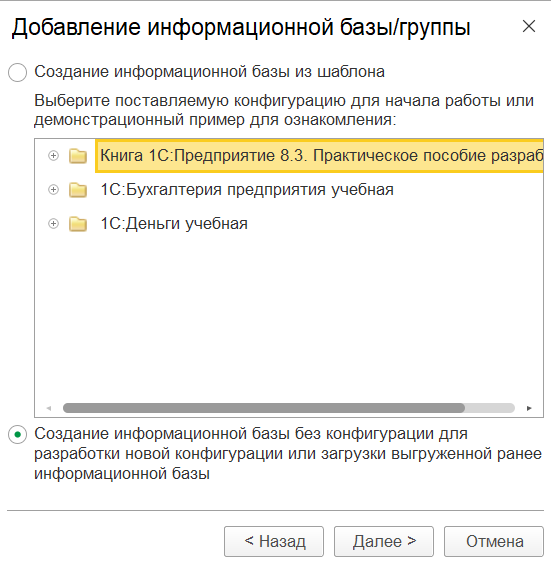 Добавление информационной базы/группы
Создание информационной базы из шаблона
Выберите поставляемую конфигурацию для начала работы или
демонстрационный пример для ознакомления:
Книга 1С:Предприятие 8.3. Практическое пособие разраб
1С:Бухгалтерия предприятия учебная
1С:Деньги учебная
Создание информационной базы без конфигурации для
разработки новой конфигурации или загрузки выгруженной ранее
информационной базы
< Назад
Далее >
Отмена